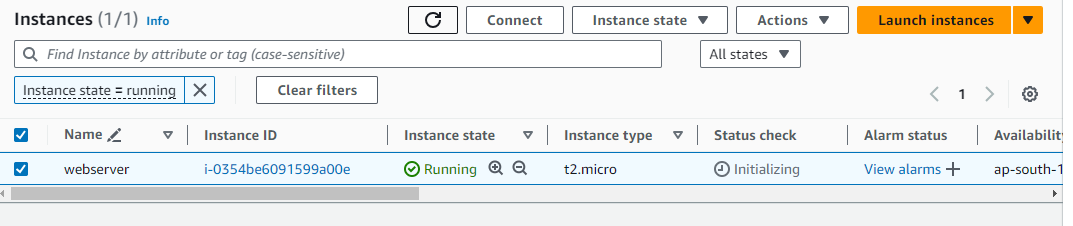 Instances (1/1) Info Connect Instance state Actions Launch instances
Find Instance by attribute or tag (case-sensitive) All states
Instance state = running Clear filters 1
Name Instance ID Instance state Instance type Status check Alarm status Availability
webserver i-0354be6091599a00e Running t2.micro Initializing View alarms ap-south-1